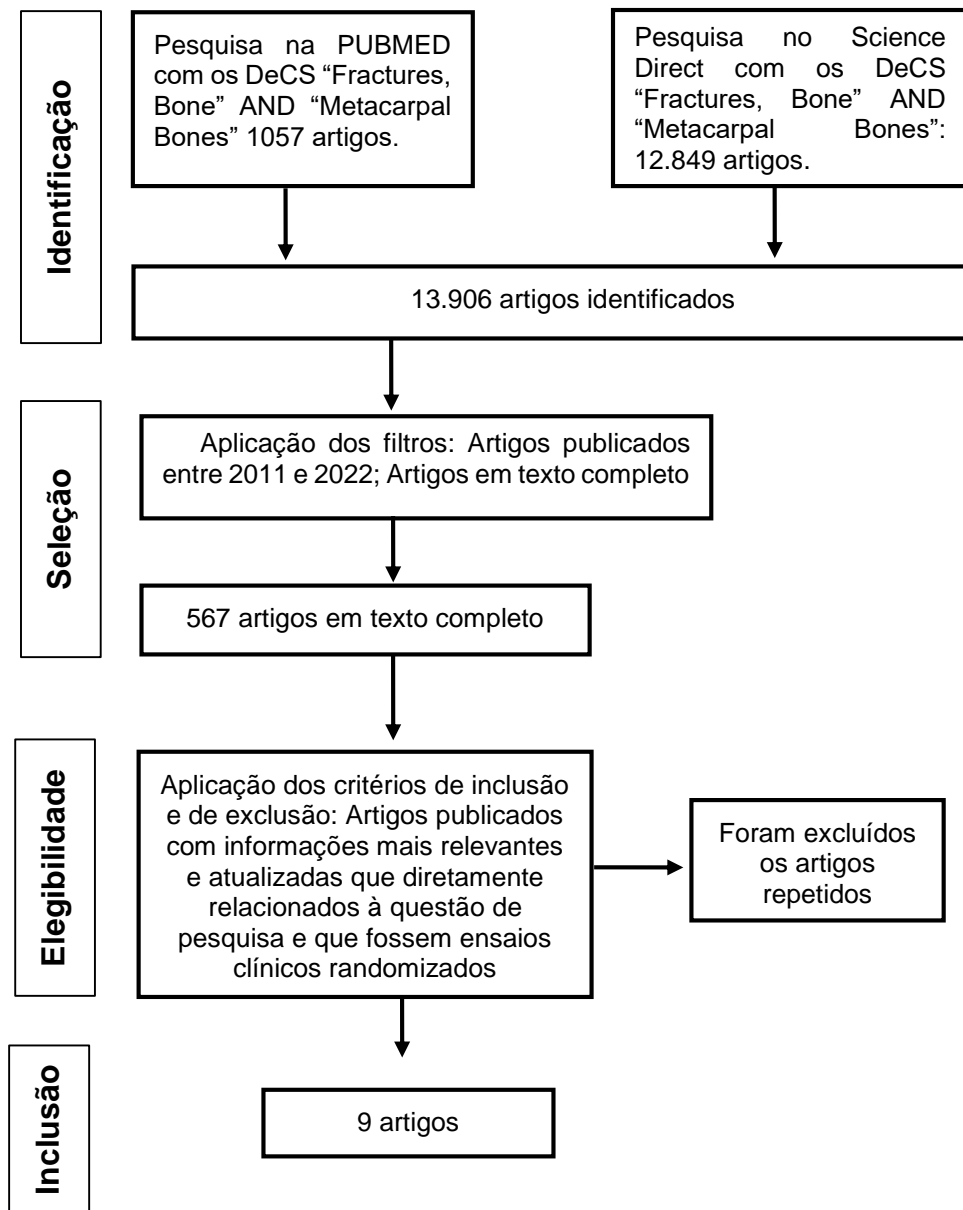 Identificação
Pesquisa na PUBMED
com os DeCS “Fractures,
Bone” AND “Metacarpal
Bones” 1057 artigos.
Pesquisa no Science
Direct com os DeCS
“Fractures, Bone” AND
“Metacarpal Bones”:
12.849 artigos.
13.906 artigos identificados
Seleção
Aplicação dos filtros: Artigos publicados
entre 2011 e 2022; Artigos em texto completo
567 artigos em texto completo
Elegibilidade
Aplicação dos critérios de inclusão
e de exclusão: Artigos publicados
com informações mais relevantes
e atualizadas que diretamente
relacionados à questão de
pesquisa e que fossem ensaios
clínicos randomizados
Foram excluídos
os artigos
repetidos
Inclusão
9 artigos